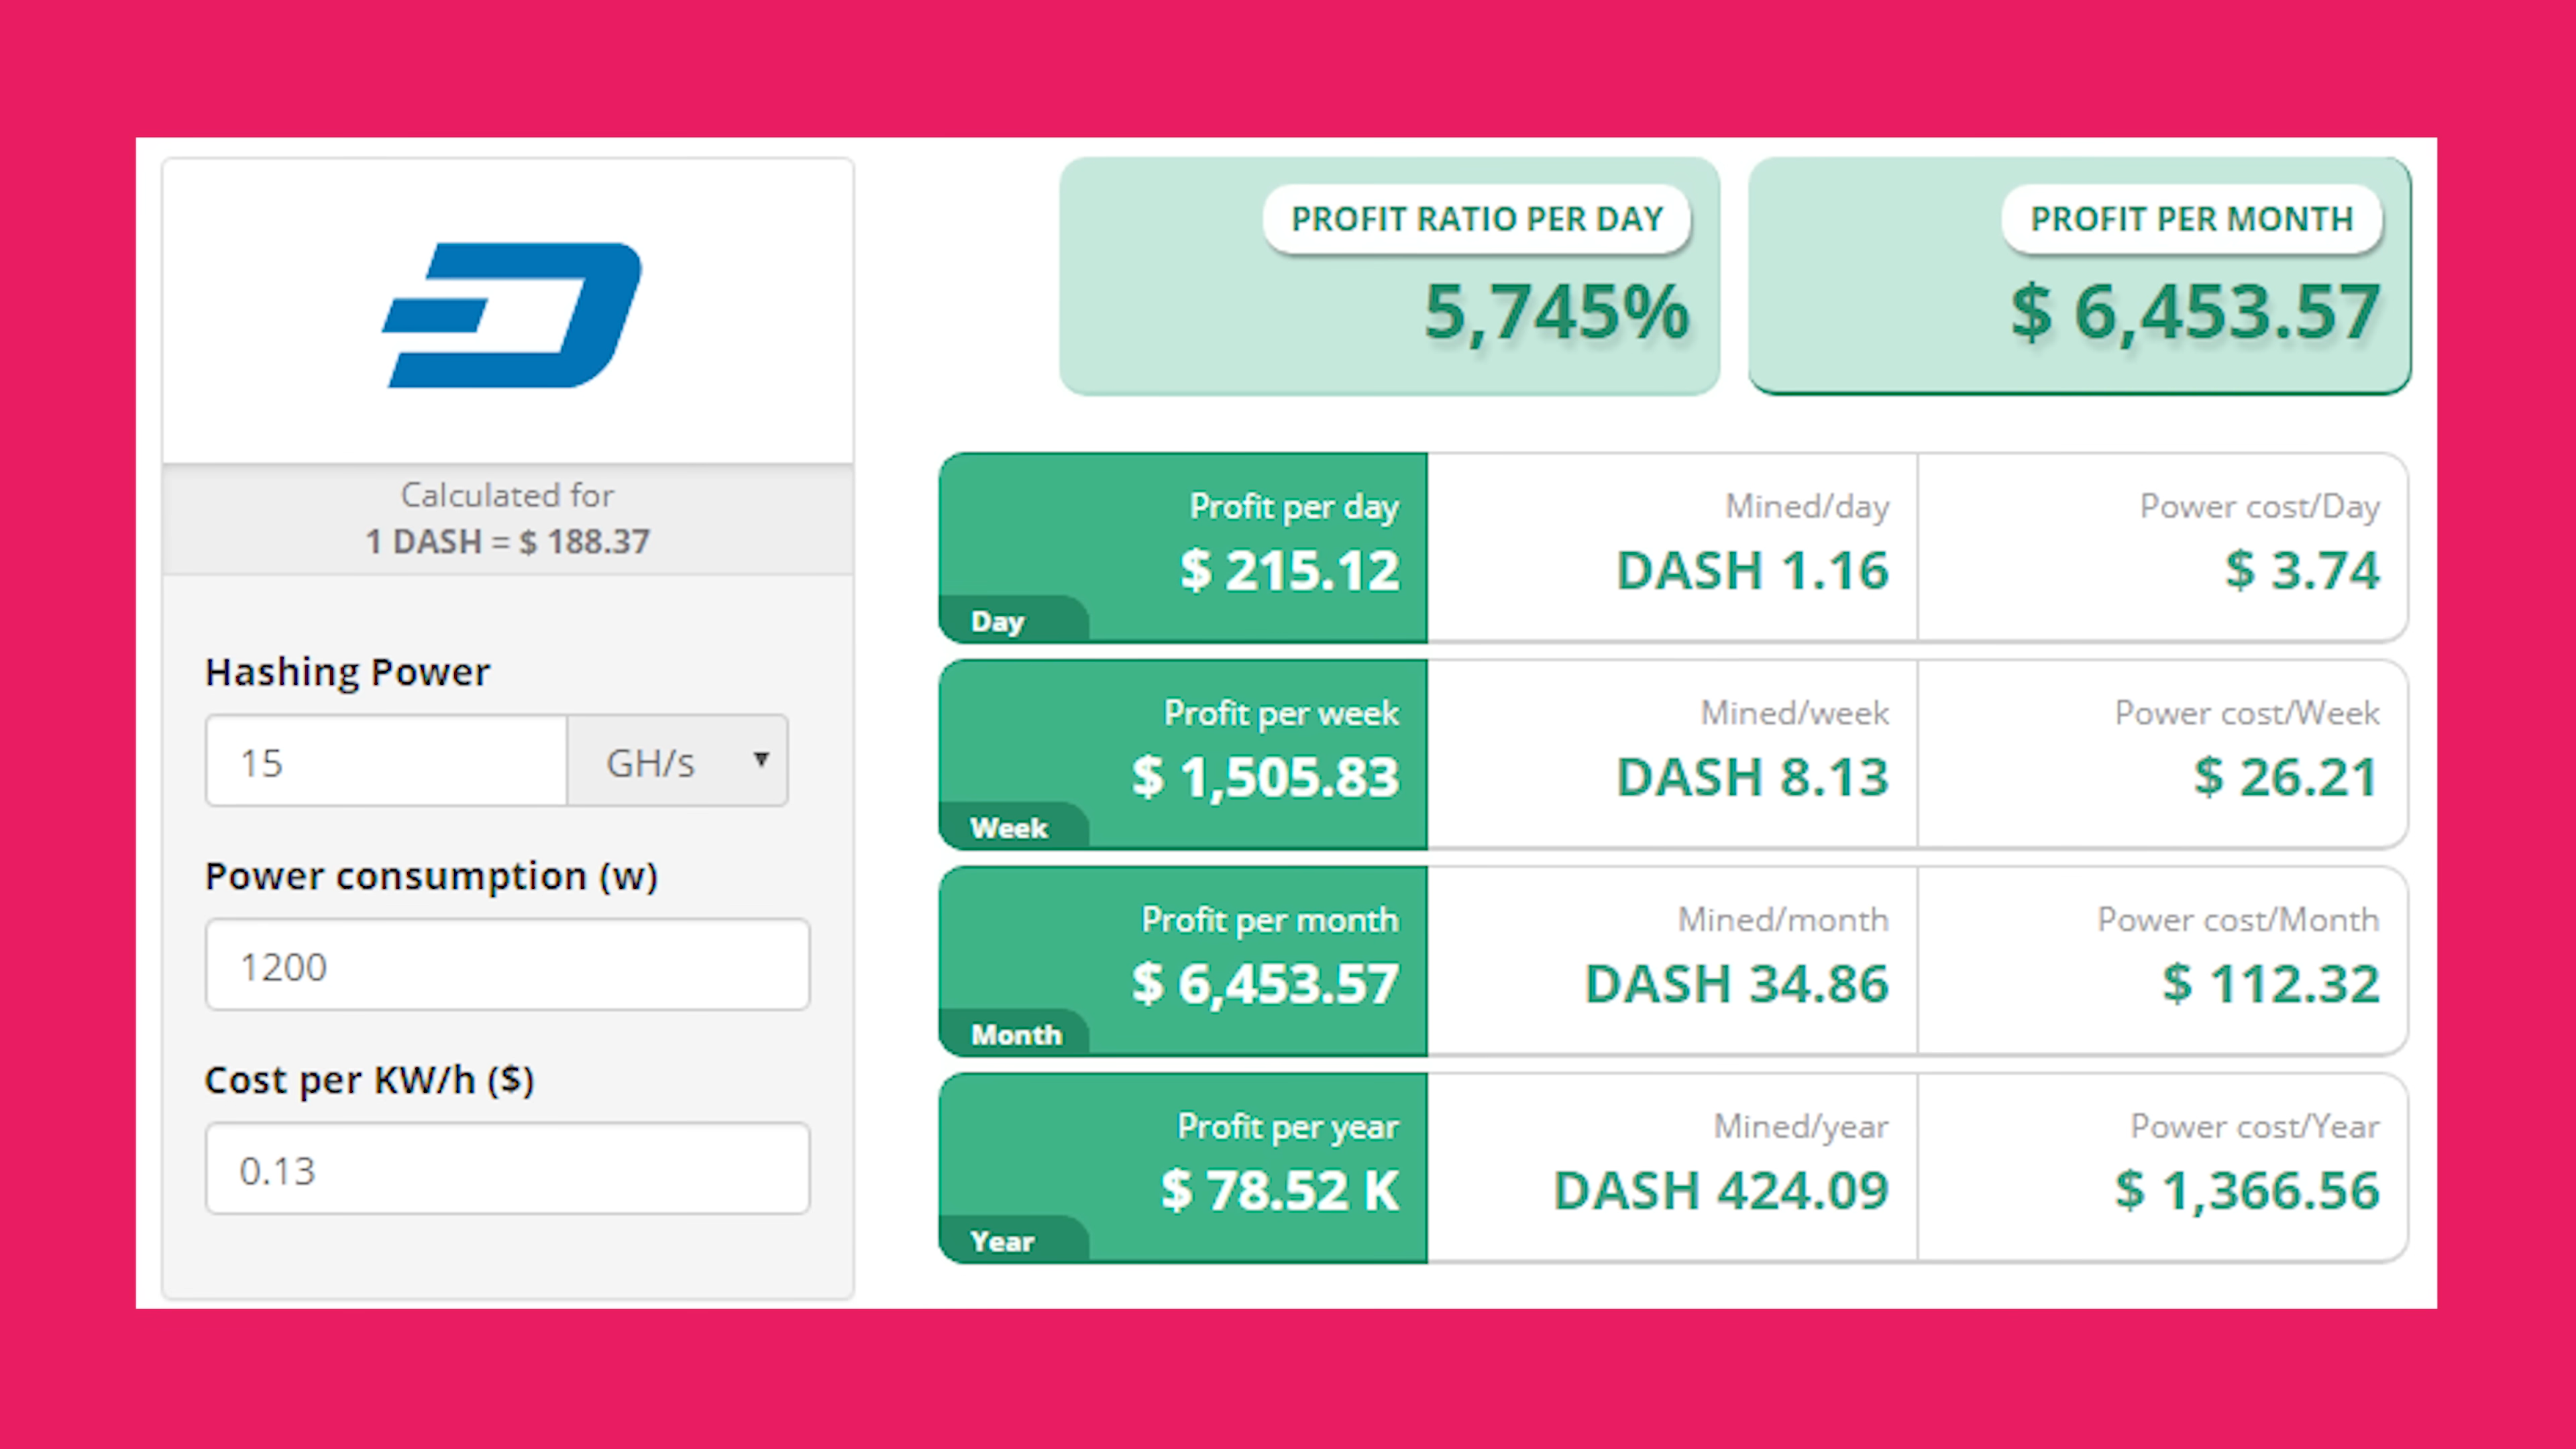 Calculated for
1 DASH = $ 188.37
Hashing Power
15 GH/s
Power consumption (w)
1200
Cost per KW/h ($)
0.13
PROFIT RATIO PER DAY
5,745%
PROFIT PER MONTH
$ 6,453.57
Profit per day
$ 215.12
Day
Mined/day
DASH 1.16
Power cost/Day
$ 3.74
Profit per week
$ 1,505.83
Week
Mined/week
DASH 8.13
Power cost/Week
$ 26.21
Profit per month
$ 6,453.57
Month
Mined/month
DASH 34.86
Power cost/Month
$ 112.32
Profit per year
$ 78.52 K
Year
Mined/year
DASH 424.09
Power cost/Year
$ 1,366.56